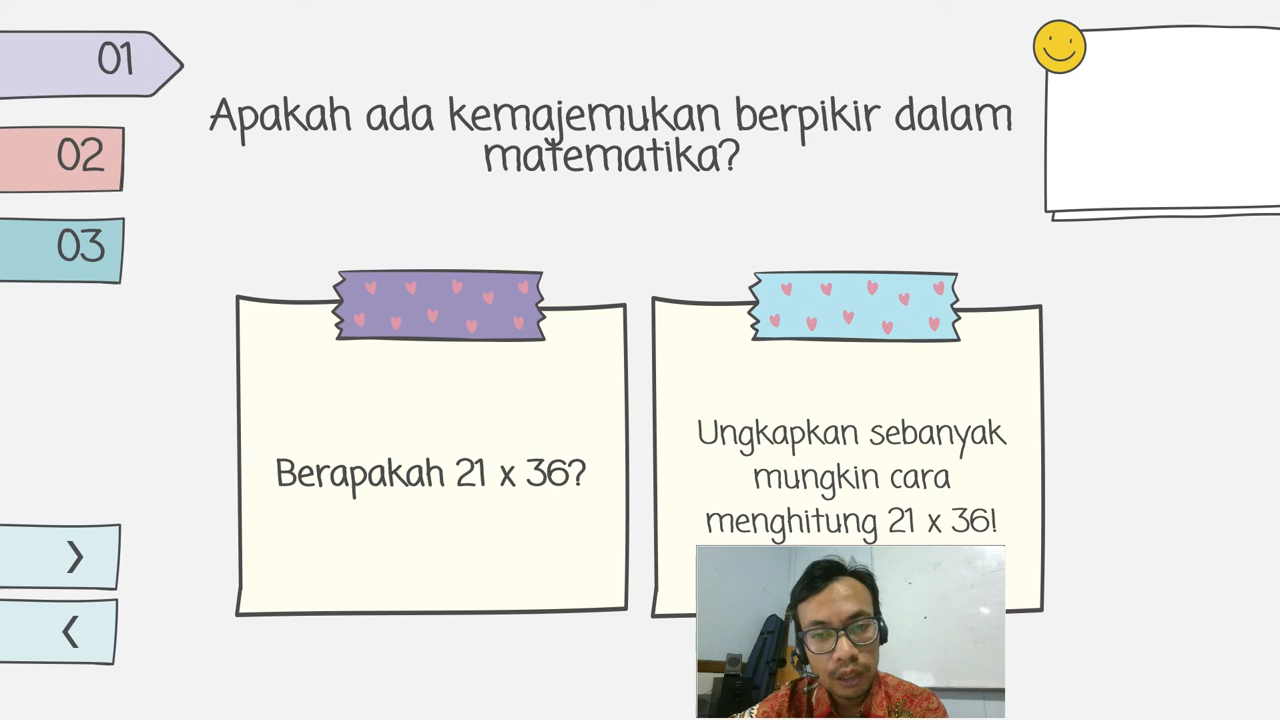 01
02
03
Apakah ada kemajemukan berpikir dalam
matematika?
Berapakah 21 x 36?
Ungkapkan sebanyak
mungkin cara
menghitung 21 x 36!